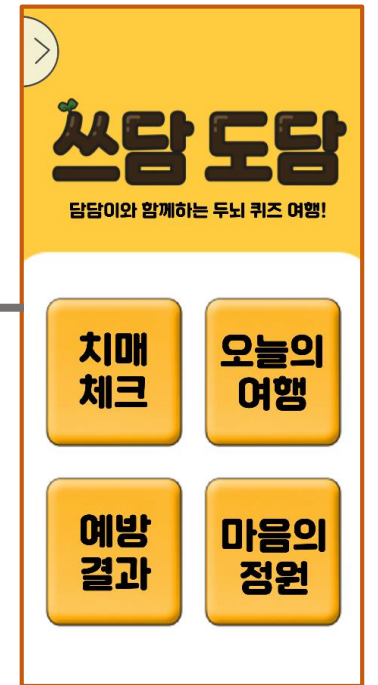 쓰담 도담
담담이와 함께하는 두뇌 퀴즈 여행!
치매
체크
오늘의
여행
예방
결과
마음의
정원